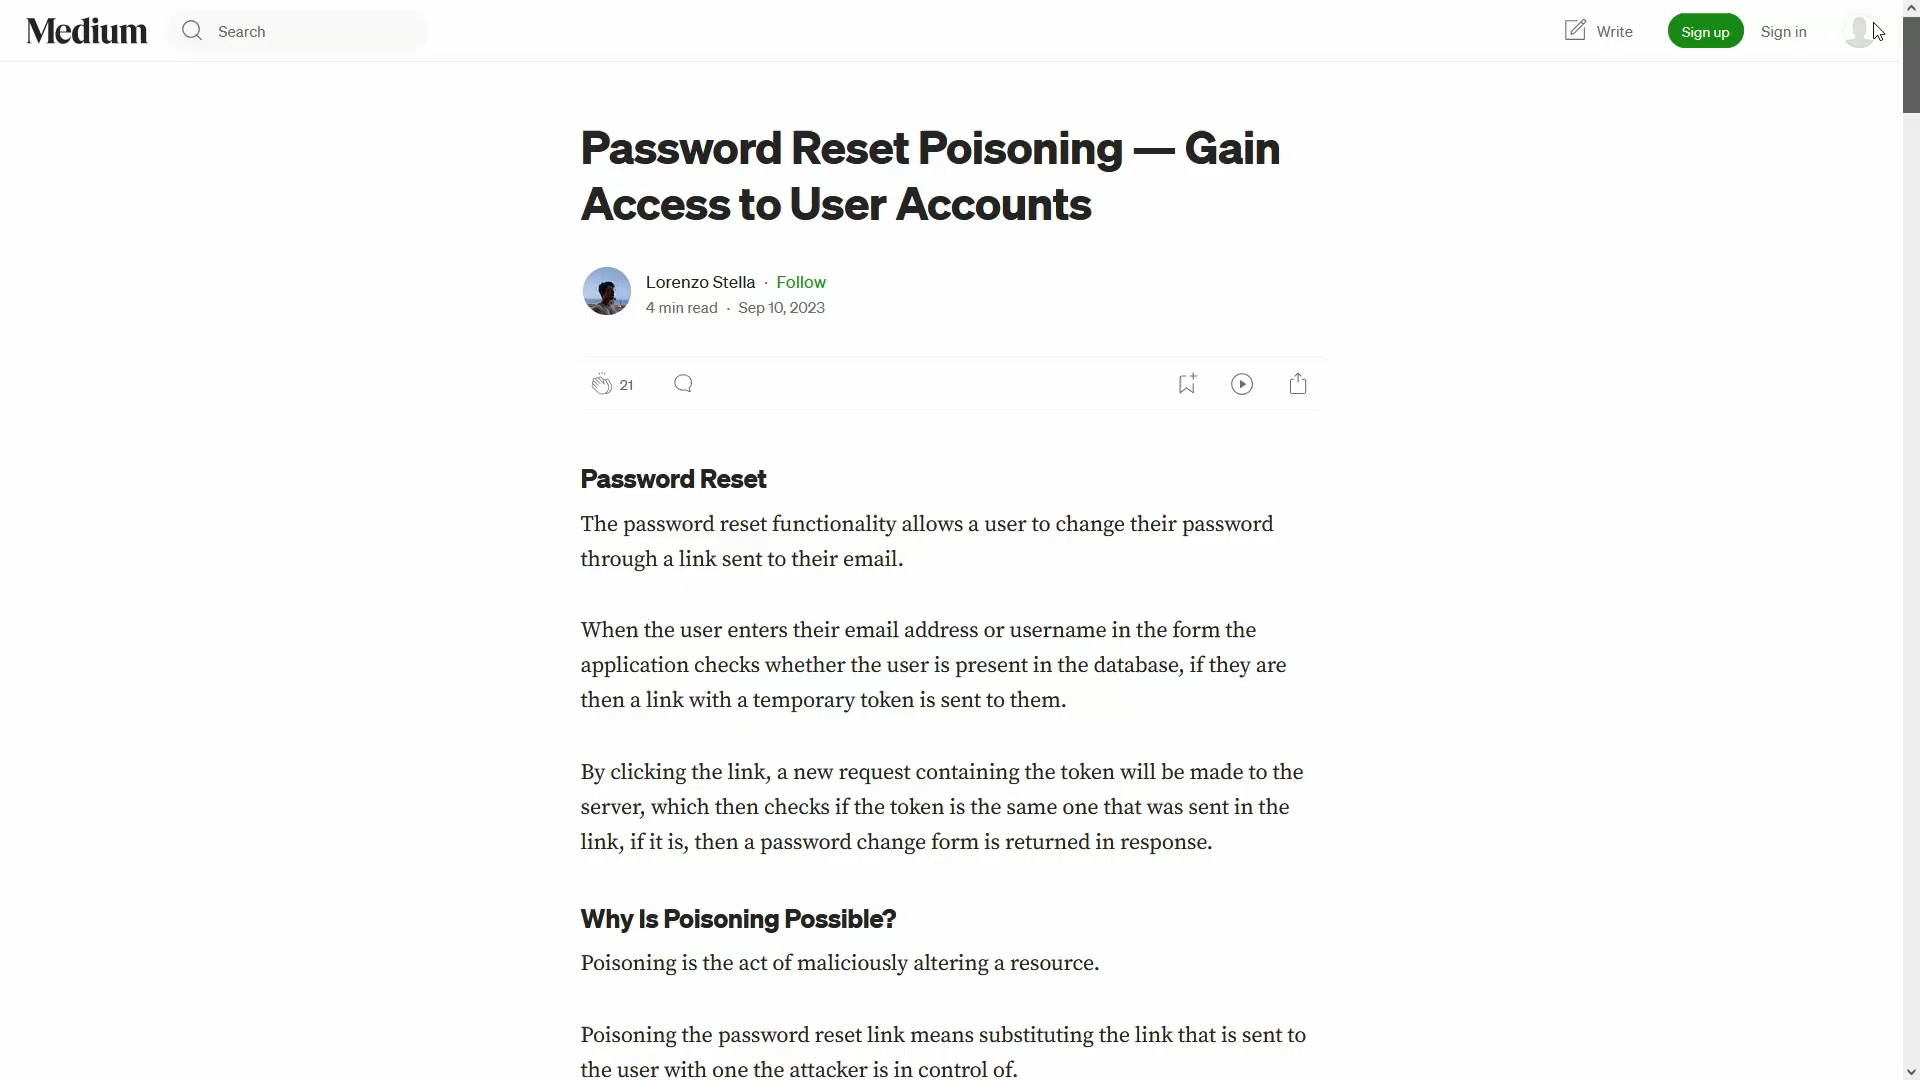 Medium
Search
Write
Sign up
Sign in
Password Reset Poisoning — Gain
Access to User Accounts
Lorenzo Stella · Follow
4 min read · Sep 10, 2023
21
Password Reset
The password reset functionality allows a user to change their password
through a link sent to their email.
When the user enters their email address or username in the form the
application checks whether the user is present in the database, if they are
then a link with a temporary token is sent to them.
By clicking the link, a new request containing the token will be made to the
server, which then checks if the token is the same one that was sent in the
link, if it is, then a password change form is returned in response.
Why Is Poisoning Possible?
Poisoning is the act of maliciously altering a resource.
Poisoning the password reset link means substituting the link that is sent to
the user with one the attacker is in control of.